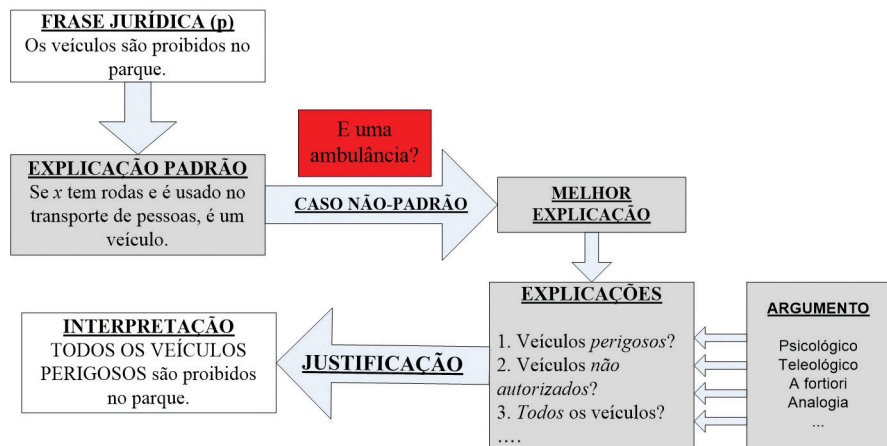 FRASE JURÍDICA (p)
Os veículos são proibidos no
parque.
EXPLICAÇÃO PADRÃO
Se x tem rodas e é usado no
transporte de pessoas, é um
veículo.
E uma
ambulância?
CASO NÃO-PADRÃO
MELHOR
EXPLICAÇÃO
EXPLICAÇÕES
1. Veículos perigosos?
2. Veículos não
autorizados?
3. Todos os veículos?
....
ARGUMENTO
Psicológico
Teleológico
A fortiori
Analogia
...
JUSTIFICAÇÃO
INTERPRETAÇÃO
TODOS OS VEÍCULOS
PERIGOSOS são proibidos
no parque.